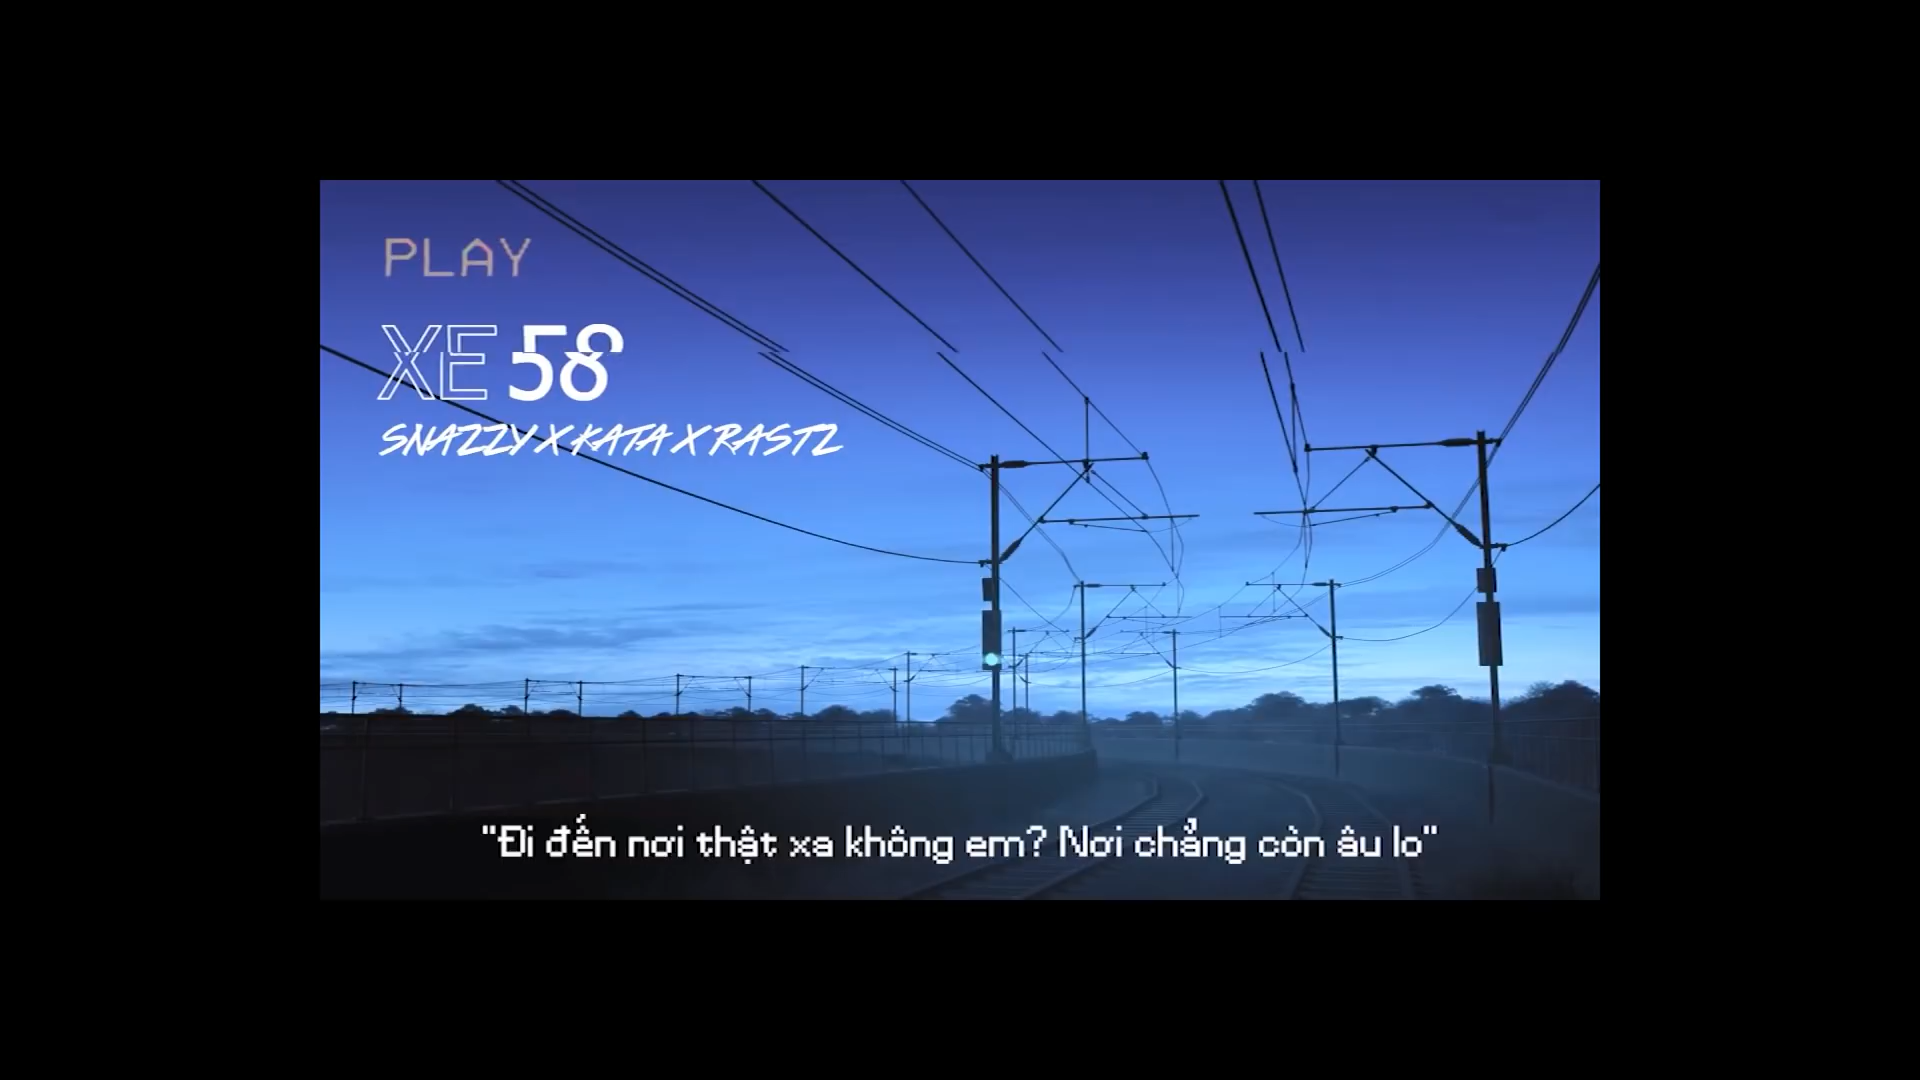 PLAY
XE 58
SNAZZY X KATA X RASTZ
"Đi đến nơi thật xa không em? Nơi chẳng còn âu lo"